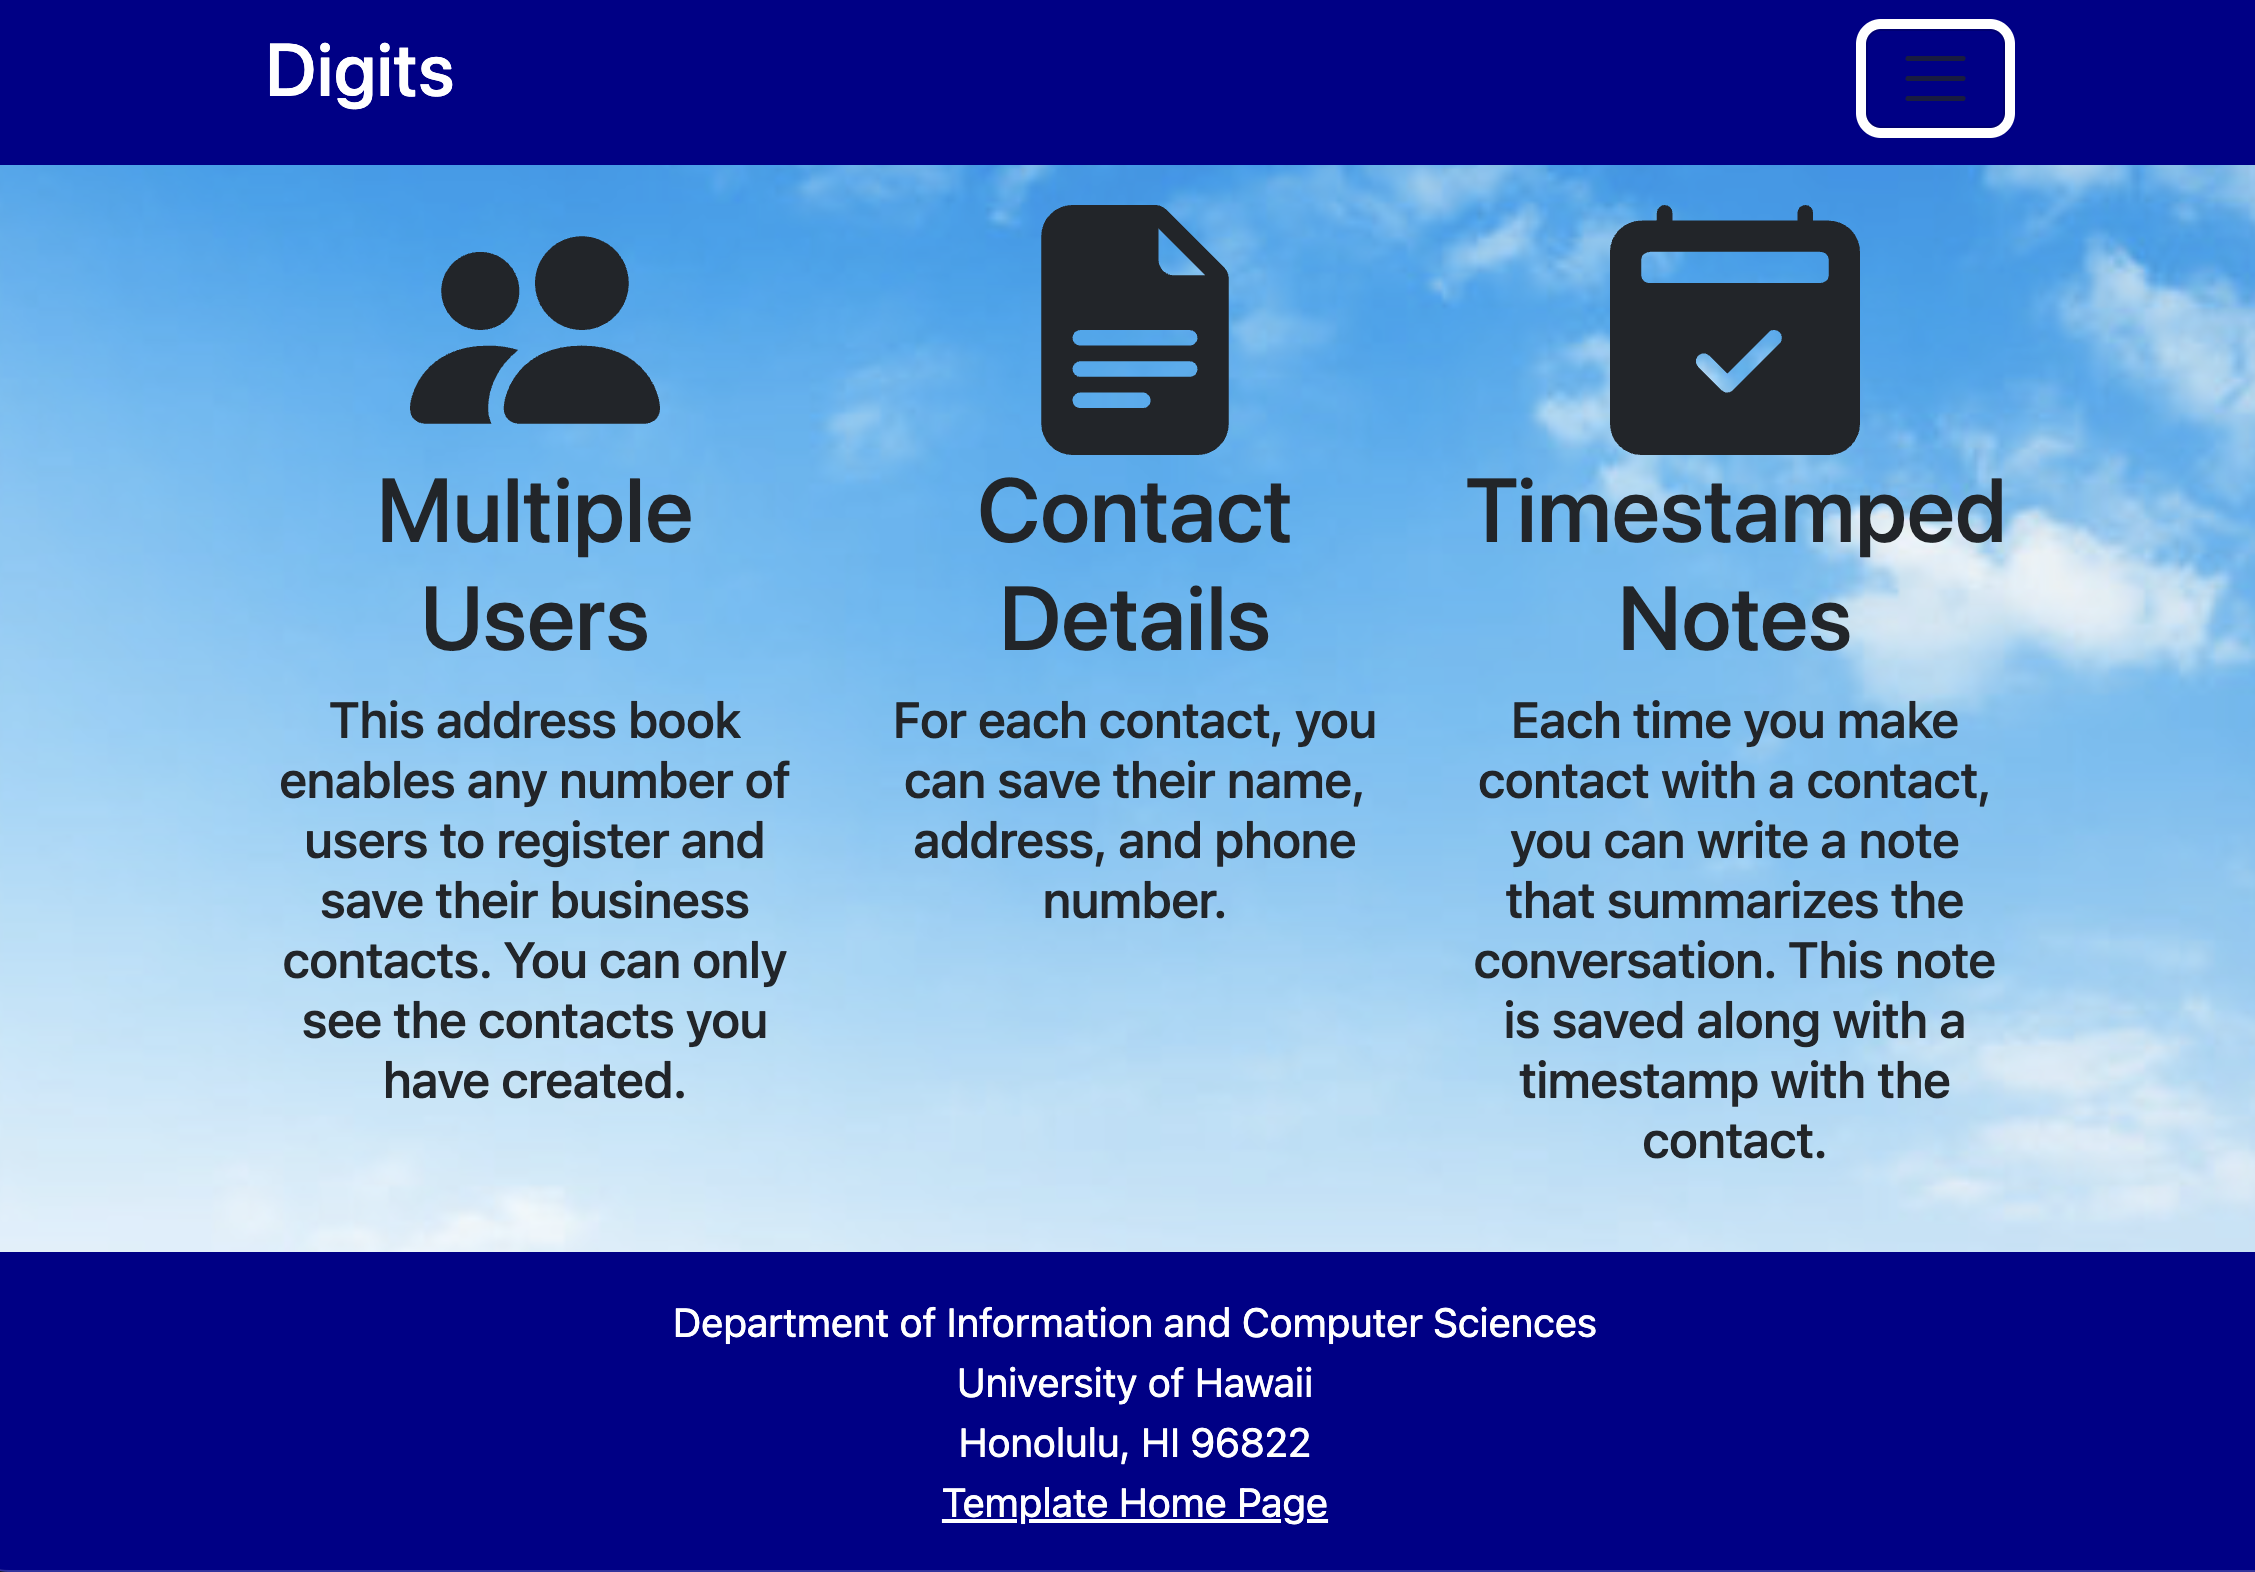 Digits
Multiple
Users
This address book
enables any number of
users to register and
save their business
contacts. You can only
see the contacts you
have created.
Contact
Details
For each contact, you
can save their name,
address, and phone
number.
Timestamped
Notes
Each time you make
contact with a contact,
you can write a note
that summarizes the
conversation. This note
is saved along with a
timestamp with the
contact.
Department of Information and Computer Sciences
University of Hawaii
Honolulu, HI 96822
Template Home Page